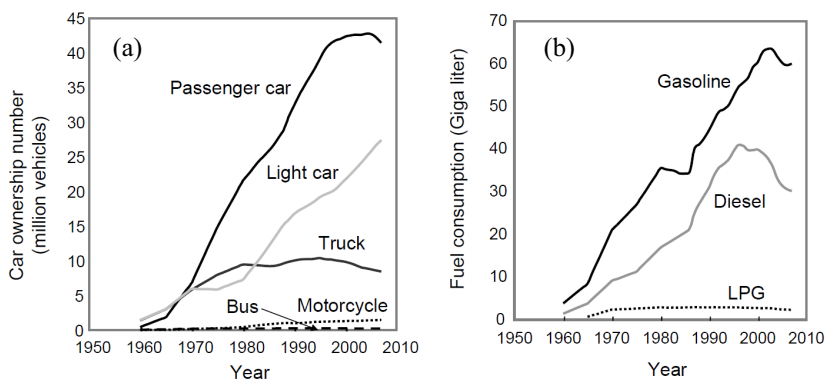 (a)
Car ownership number
(million vehicles)
45
40
35
30
25
20
15
10
5
0
Passenger car
Light car
Truck
Bus
Motorcycle
1950 1960 1970 1980 1990 2000 2010
Year
(b)
Fuel consumption (Giga liter)
70
60
50
40
30
20
10
0
Gasoline
Diesel
LPG
1950 1960 1970 1980 1990 2000 2010
Year